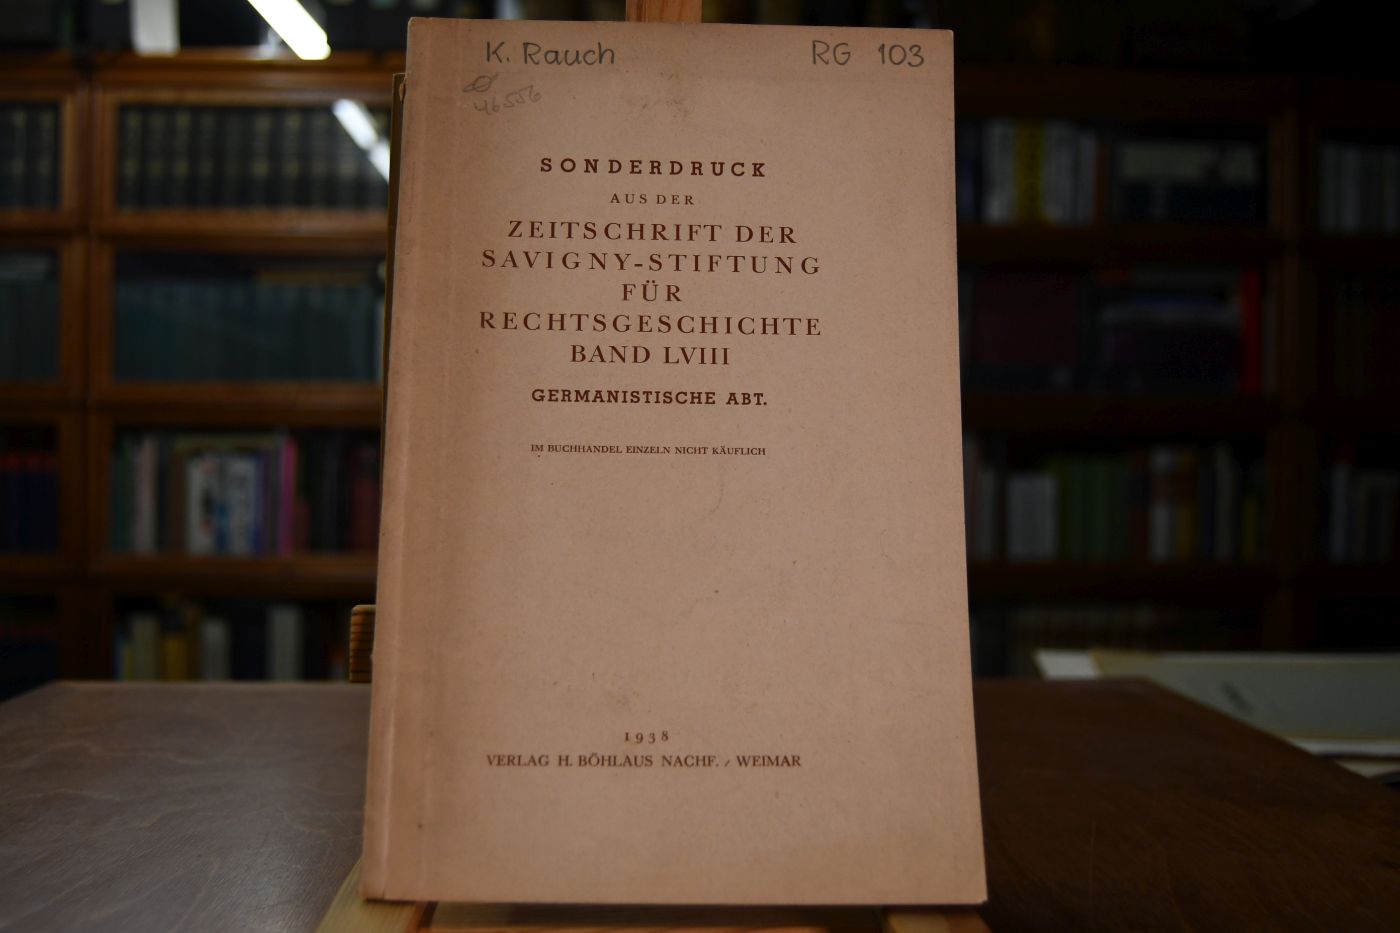 K. Rauch RG 103
46556
SONDERDRUCK
AUS DER
ZEITSCHRIFT DER
SAVIGNY-STIFTUNG
FÜR
RECHTSGESCHICHTE
BAND LVIII
GERMANISTISCHE ABT.
IM BUCHHANDEL EINZELN NICHT KÄUFLICH
1938
VERLAG H. BÖHLAUS NACHF. / WEIMAR